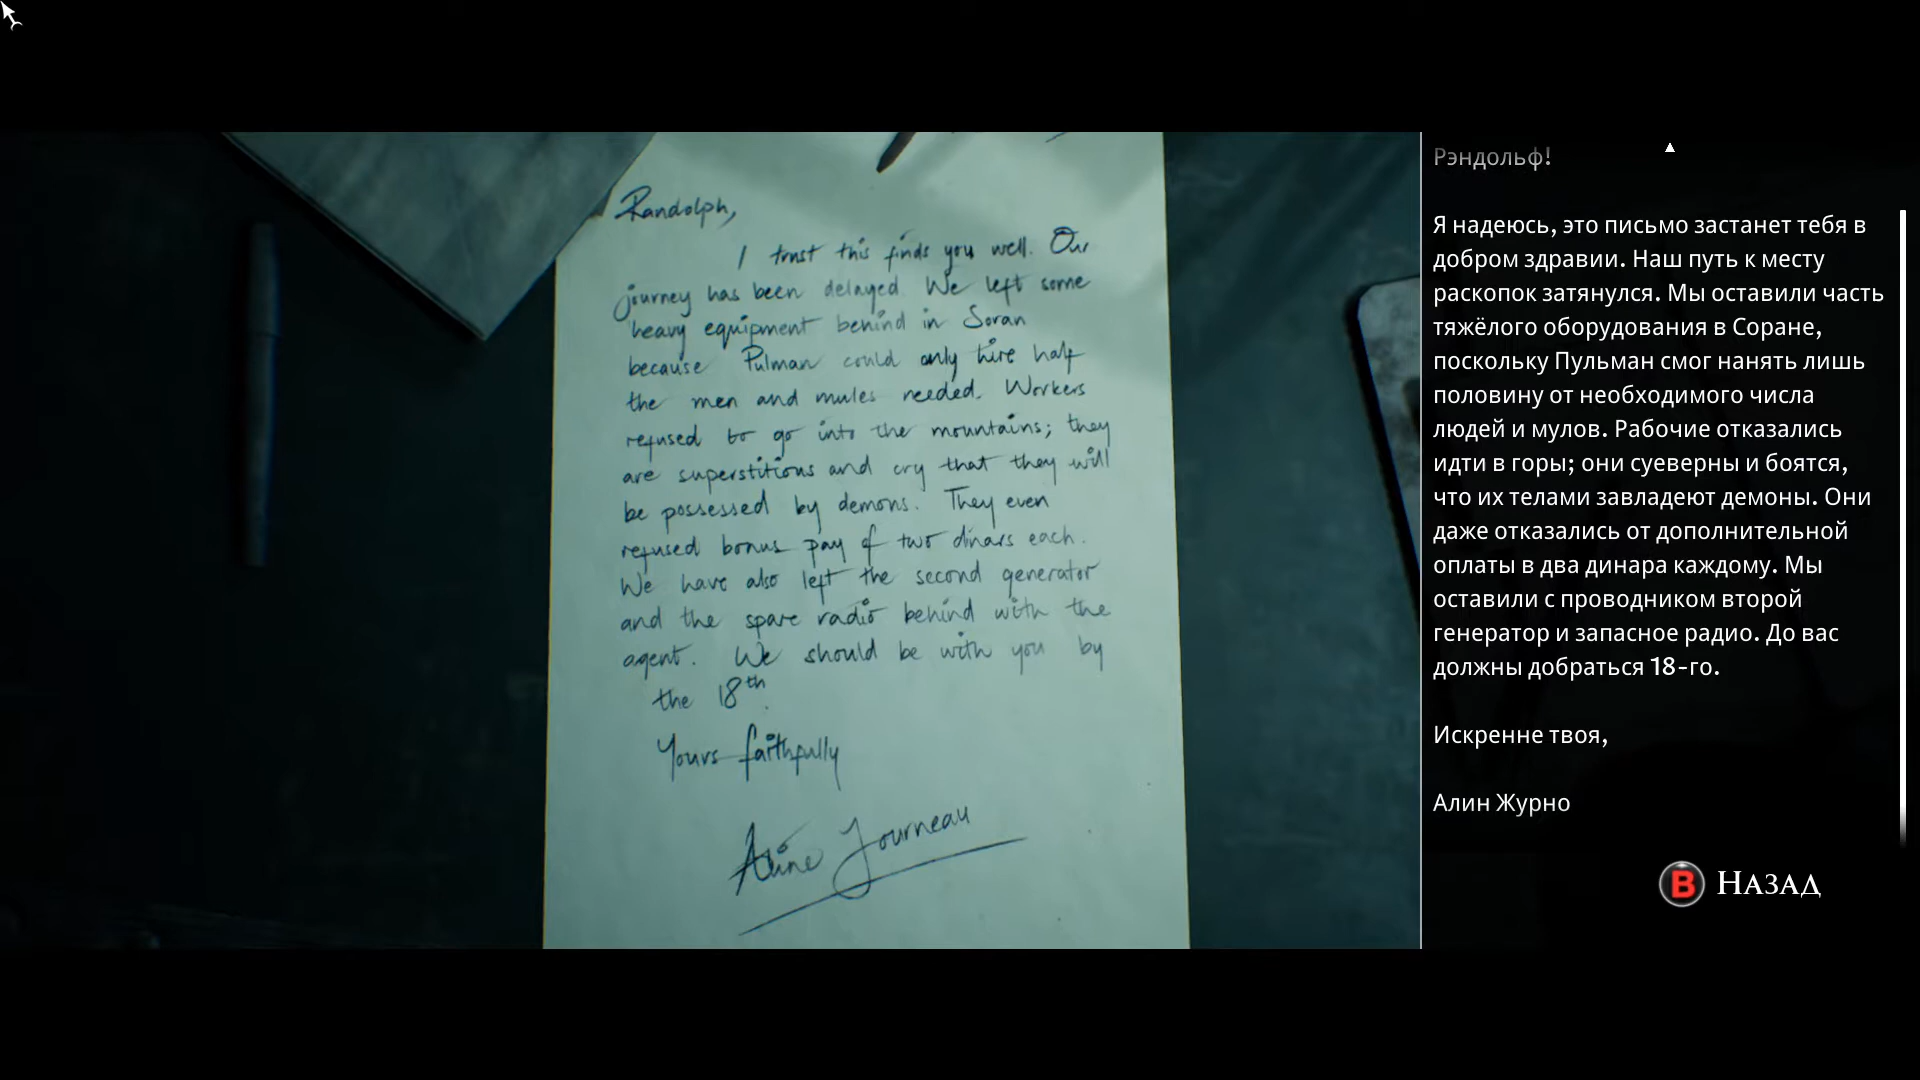 Randolph,
I trust this finds you well. Our
journey has been delayed. We left some
heavy equipment behind in Soran
because Pulman could only hire half
the men and mules needed. Workers
refused to go into the mountains; they
are superstitious and cry that they will
be possessed by demons. They even
refused bonus pay of two dinars each.
We have also left the second generator
and the spare radio behind with the
agent. We should be with you by
the 18th.
Yours faithfully
Aline Journeau
Рэндольф!
Я надеюсь, это письмо застанет тебя в
добром здравии. Наш путь к месту
раскопок затянулся. Мы оставили часть
тяжёлого оборудования в Соране,
поскольку Пульман смог нанять лишь
половину от необходимого числа
людей и мулов. Рабочие отказались
идти в горы; они суеверны и боятся,
что их телами завладеют демоны. Они
даже отказались от дополнительной
оплаты в два динара каждому. Мы
оставили с проводником второй
генератор и запасное радио. До вас
должны добраться 18-го.
Искренне твоя,
Алин Журно
B Назад